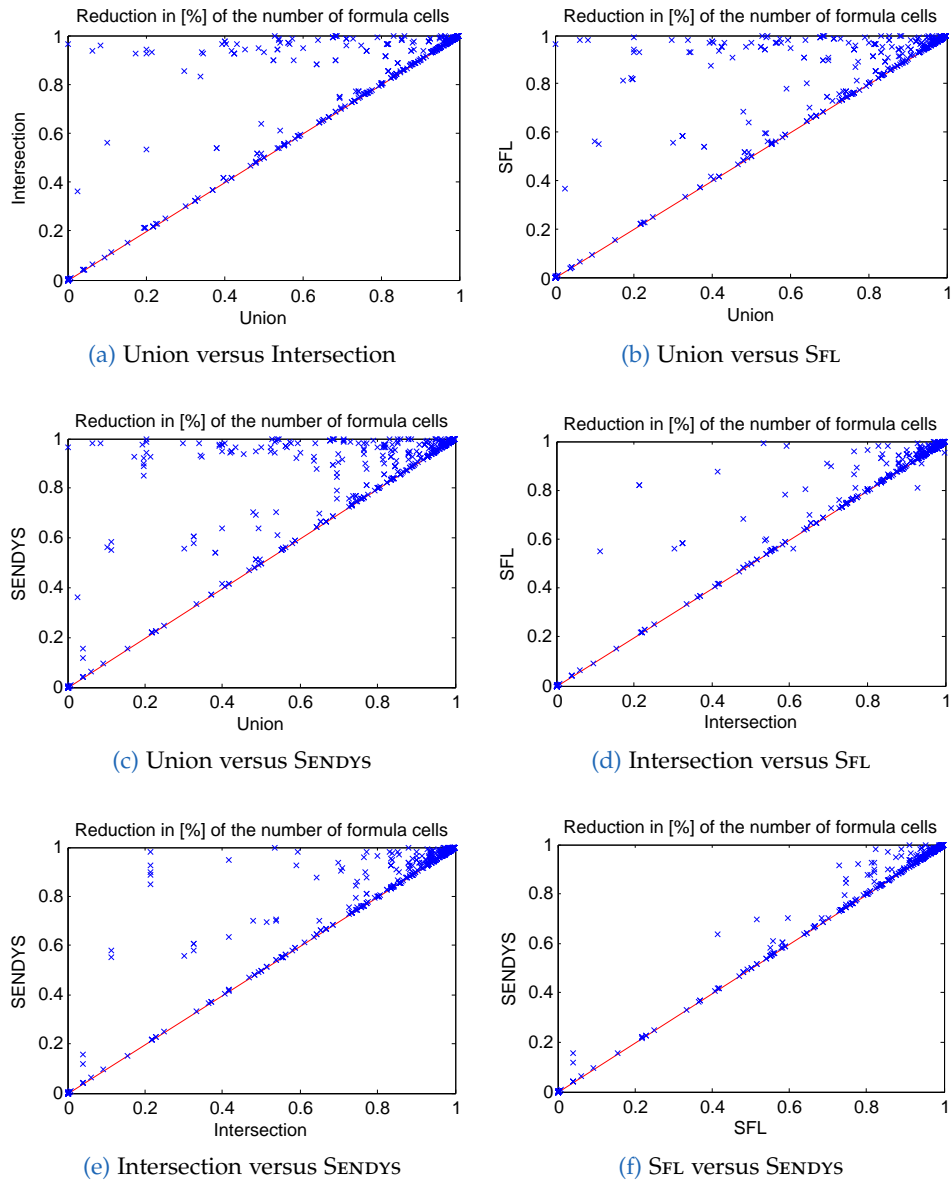 Reduction in [%] of the number of formula cells
1
0.8
0.6
0.4
0.2
0
Intersection
0 0.2 0.4 0.6 0.8 1
Union
(a) Union versus Intersection
Reduction in [%] of the number of formula cells
1
0.8
0.6
0.4
0.2
0
SFL
0 0.2 0.4 0.6 0.8 1
Union
(b) Union versus SFL
Reduction in [%] of the number of formula cells
1
0.8
0.6
0.4
0.2
0
SENDYS
0 0.2 0.4 0.6 0.8 1
Union
(c) Union versus SENDYS
Reduction in [%] of the number of formula cells
1
0.8
0.6
0.4
0.2
0
SFL
0 0.2 0.4 0.6 0.8 1
Intersection
(d) Intersection versus SFL
Reduction in [%] of the number of formula cells
1
0.8
0.6
0.4
0.2
0
SENDYS
0 0.2 0.4 0.6 0.8 1
Intersection
(e) Intersection versus SENDYS
Reduction in [%] of the number of formula cells
1
0.8
0.6
0.4
0.2
0
SENDYS
0 0.2 0.4 0.6 0.8 1
SFL
(f) SFL versus SENDYS